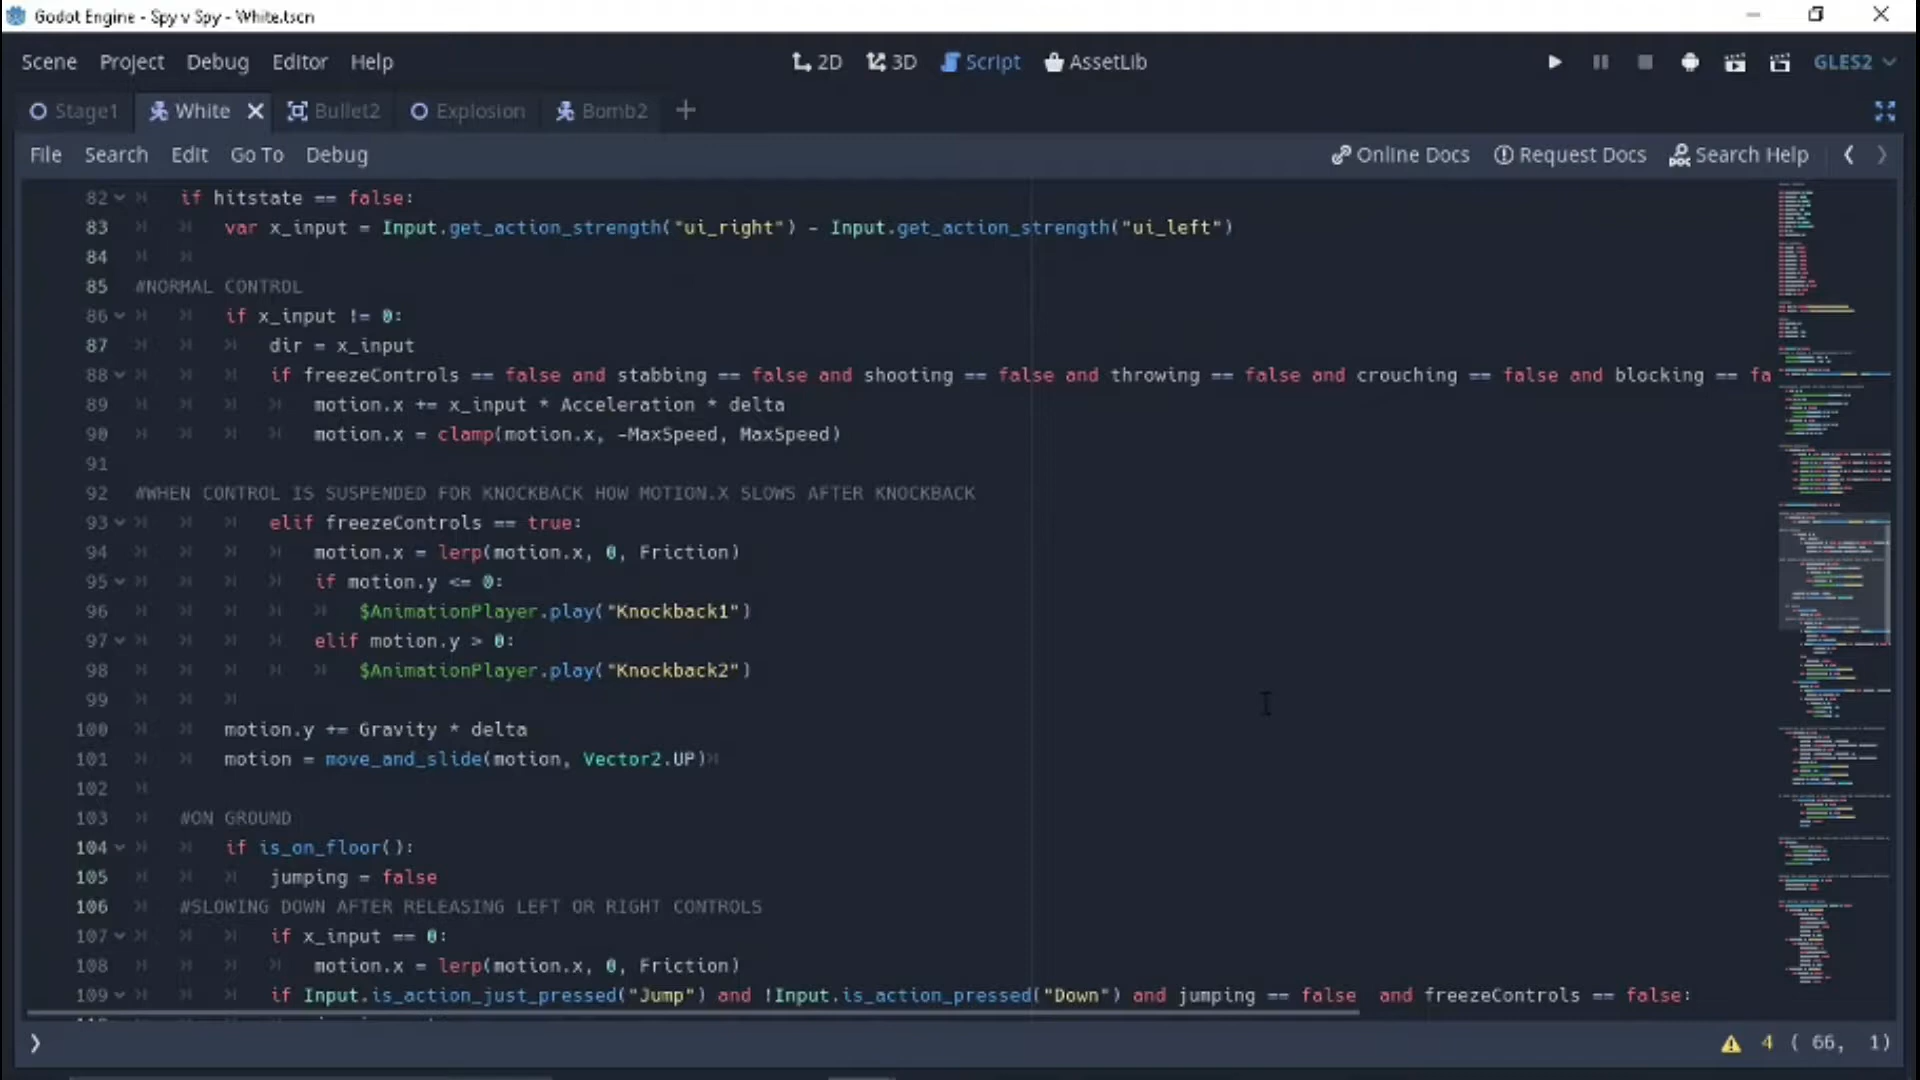 Godot Engine - Spy v Spy - White.tscn
Scene Project Debug Editor Help 2D 3D Script AssetLib GLES2
Stage1 White Bullet2 Explosion Bomb2 +
File Search Edit Go To Debug Online Docs Request Docs Search Help
82 if hitstate == false:
83 var x_input = Input.get_action_strength("ui_right") - Input.get_action_strength("ui_left")
84
85 #NORMAL CONTROL
86 if x_input != 0:
87 dir = x_input
88 if freezeControls == false and stabbing == false and shooting == false and throwing == false and crouching == false and blocking == fa
89 motion.x += x_input * Acceleration * delta
90 motion.x = clamp(motion.x, -MaxSpeed, MaxSpeed)
91
92 #WHEN CONTROL IS SUSPENDED FOR KNOCKBACK HOW MOTION.X SLOWS AFTER KNOCKBACK
93 elif freezeControls == true:
94 motion.x = lerp(motion.x, 0, Friction)
95 if motion.y <= 0:
96 $AnimationPlayer.play("Knockback1")
97 elif motion.y > 0:
98 $AnimationPlayer.play("Knockback2")
99
100 motion.y += Gravity * delta
101 motion = move_and_slide(motion, Vector2.UP)
102
103 #ON GROUND
104 if is_on_floor():
105 jumping = false
106 #SLOWING DOWN AFTER RELEASING LEFT OR RIGHT CONTROLS
107 if x_input == 0:
108 motion.x = lerp(motion.x, 0, Friction)
109 if Input.is_action_just_pressed("Jump") and !Input.is_action_pressed("Down") and jumping == false and freezeControls == false:
4 ( 66, 1)